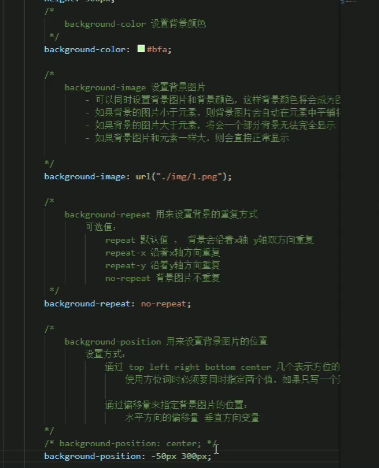 /*
background-color 设置背景颜色
*/
background-color: #bfa;
/*
background-image 设置背景图片
- 可以同时设置背景图片和背景颜色，这样背景颜色将会成为
- 如果背景的图片小于元素，则背景图片会自动在元素中平铺
- 如果背景的图片大于元素，将会一个部分背景无法完全显示
- 如果背景图片和元素一样大，则会直接正常显示
*/
background-image: url("./img/1.png");
/*
background-repeat 用来设置背景的重复方式
可选值：
repeat 默认值 ， 背景会沿着x轴 y轴双方向重复
repeat-x 沿着x轴方向重复
repeat-y 沿着y轴方向重复
no-repeat 背景图片不重复
*/
background-repeat: no-repeat;
/*
background-position 用来设置背景图片的位置
设置方式：
通过 top left right bottom center 几个表示方位的
使用方位词时必须要同时指定两个值，如果只写一个
通过偏移量来指定背景图片的位置：
水平方向的偏移量 垂直方向变量
*/
/* background-position: center; */
background-position: -50px 300px;